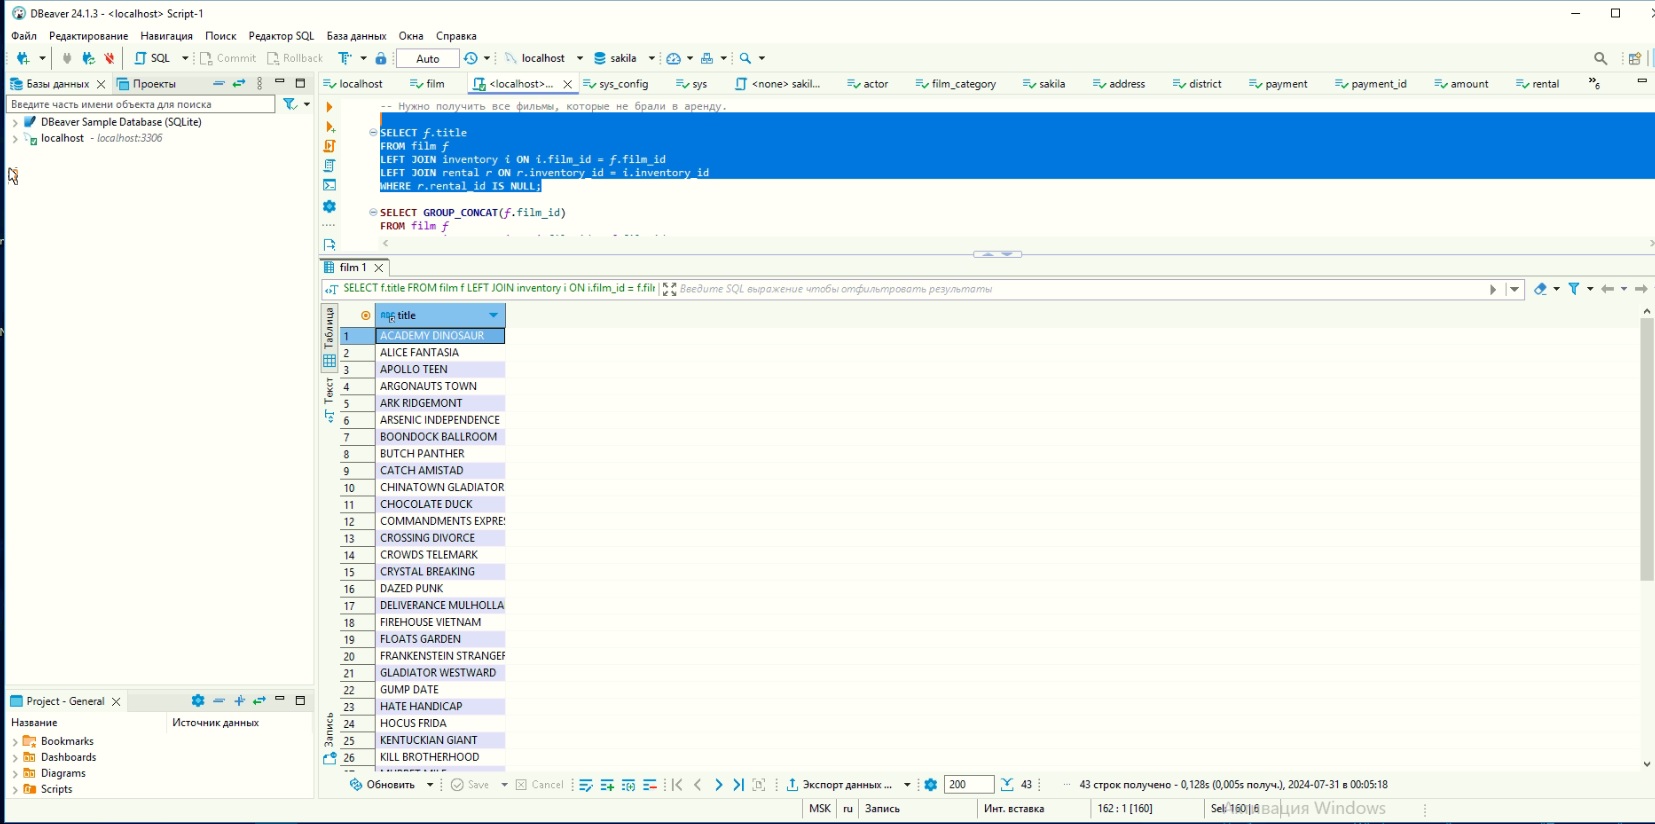 DBeaver 24.1.3 - <localhost> Script-1
Файл Редактирование Навигация Поиск Редактор SQL База данных Окна Справка
SQL Commit Rollback Auto localhost sakila
Базы данных Проекты
localhost film <localhost>... sys_config sys <none> sakil... actor film_category sakila address district payment payment_id amount rental »6
Введите часть имени объекта для поиска
DBeaver Sample Database (SQLite)
localhost - localhost:3306
-- Нужно получить все фильмы, которые не брали в аренду.
SELECT f.title
FROM film f
LEFT JOIN inventory i ON i.film_id = f.film_id
LEFT JOIN rental r ON r.inventory_id = i.inventory_id
WHERE r.rental_id IS NULL;
SELECT GROUP_CONCAT(f.film_id)
FROM film f
film 1
SELECT f.title FROM film f LEFT JOIN inventory i ON i.film_id = f.film
Введите SQL выражение чтобы отфильтровать результаты
Таблица
Текст
Запись
title
1 ACADEMY DINOSAUR
2 ALICE FANTASIA
3 APOLLO TEEN
4 ARGONAUTS TOWN
5 ARK RIDGEMONT
6 ARSENIC INDEPENDENCE
7 BOONDOCK BALLROOM
8 BUTCH PANTHER
9 CATCH AMISTAD
10 CHINATOWN GLADIATOR
11 CHOCOLATE DUCK
12 COMMANDMENTS EXPRES
13 CROSSING DIVORCE
14 CROWDS TELEMARK
15 CRYSTAL BREAKING
16 DAZED PUNK
17 DELIVERANCE MULHOLLA
18 FIREHOUSE VIETNAM
19 FLOATS GARDEN
20 FRANKENSTEIN STRANGER
21 GLADIATOR WESTWARD
22 GUMP DATE
23 HATE HANDICAP
24 HOCUS FRIDA
25 KENTUCKIAN GIANT
26 KILL BROTHERHOOD
Project - General
Название Источник данных
Bookmarks
Dashboards
Diagrams
Scripts
Обновить Save Cancel Экспорт данных ... 200 43 43 строк получено - 0,128s (0,005s получ.), 2024-07-31 в 00:05:18
MSK ru Запись Инт. вставка 162 : 1 [160] Sel: 160 | 6
Активация Windows